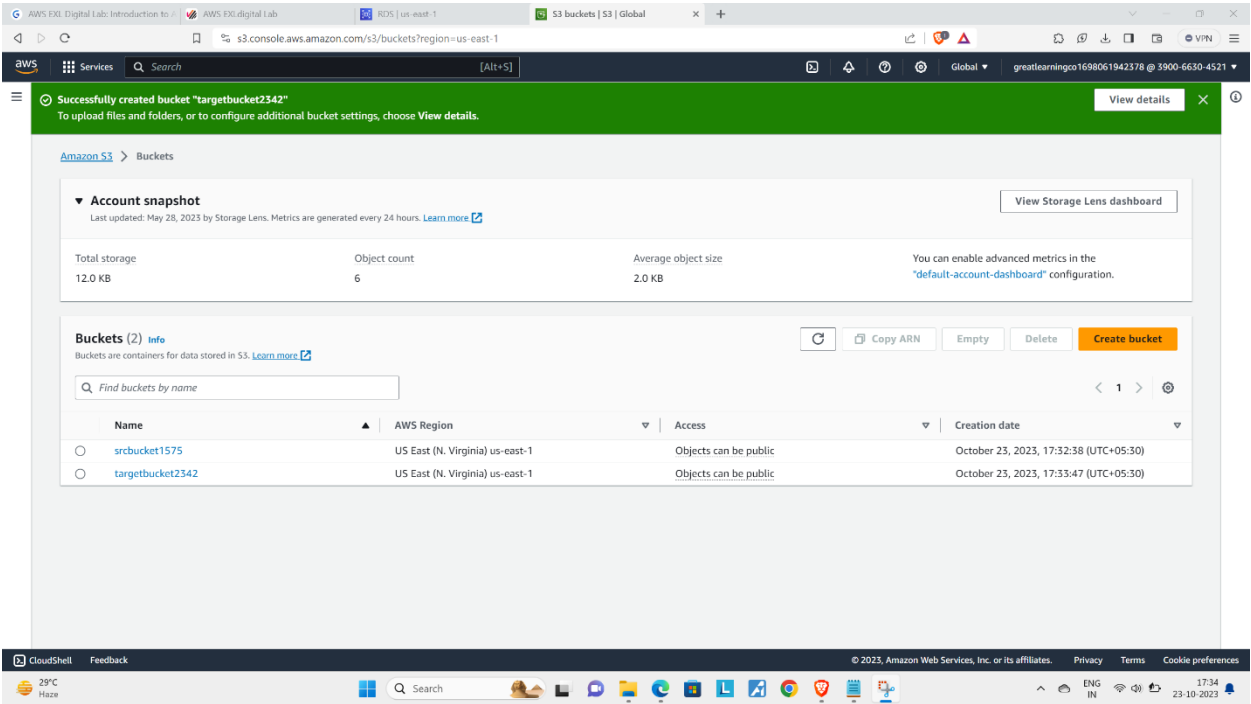 AWS EXL Digital Lab: Introduction to A
AWS EXl.digital Lab
RDS | us-east-1
S3 buckets | S3 | Global
s3.console.aws.amazon.com/s3/buckets?region=us-east-1
VPN
aws
Services
Search
[Alt+S]
Global
greatlearningco1698061942378 @ 3900-6630-4521
Successfully created bucket "targetbucket2342"
To upload files and folders, or to configure additional bucket settings, choose View details.
View details
Amazon S3 > Buckets
Account snapshot
Last updated: May 28, 2023 by Storage Lens. Metrics are generated every 24 hours. Learn more
View Storage Lens dashboard
Total storage
12.0 KB
Object count
6
Average object size
2.0 KB
You can enable advanced metrics in the
"default-account-dashboard" configuration.
Buckets (2) Info
Buckets are containers for data stored in S3. Learn more
Copy ARN
Empty
Delete
Create bucket
Find buckets by name
1
Name AWS Region Access Creation date
srcbucket1575 US East (N. Virginia) us-east-1 Objects can be public October 23, 2023, 17:32:38 (UTC+05:30)
targetbucket2342 US East (N. Virginia) us-east-1 Objects can be public October 23, 2023, 17:33:47 (UTC+05:30)
CloudShell Feedback © 2023, Amazon Web Services, Inc. or its affiliates. Privacy Terms Cookie preferences
29°C
Haze
Search
ENG
IN
17:34
23-10-2023